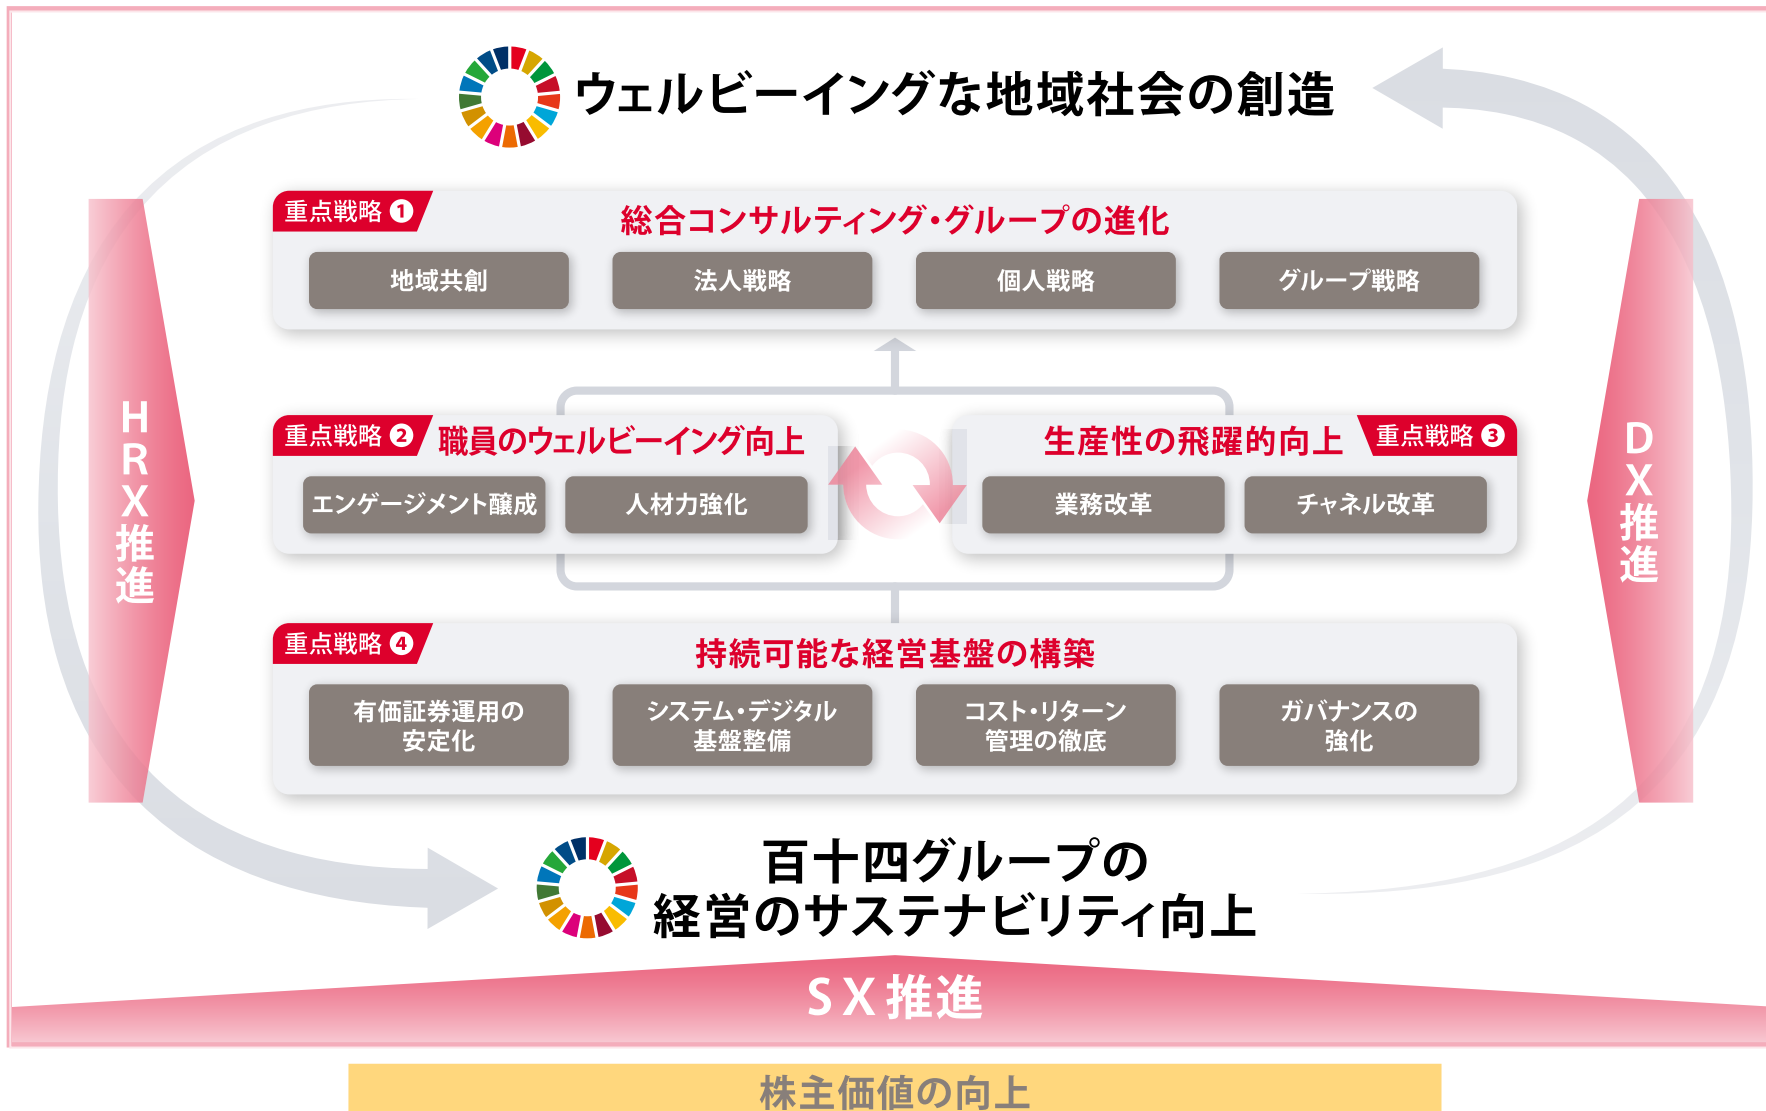 ウェルビーイングな地域社会の創造
重点戦略 1
総合コンサルティング・グループの進化
地域共創
法人戦略
個人戦略
グループ戦略
HRX推進
DX推進
重点戦略 2
職員のウェルビーイング向上
エンゲージメント醸成
人材力強化
生産性の飛躍的向上
重点戦略 3
業務改革
チャネル改革
重点戦略 4
持続可能な経営基盤の構築
有価証券運用の
安定化
システム・デジタル
基盤整備
コスト・リターン
管理の徹底
ガバナンスの
強化
百十四グループの
経営のサステナビリティ向上
SX推進
株主価値の向上